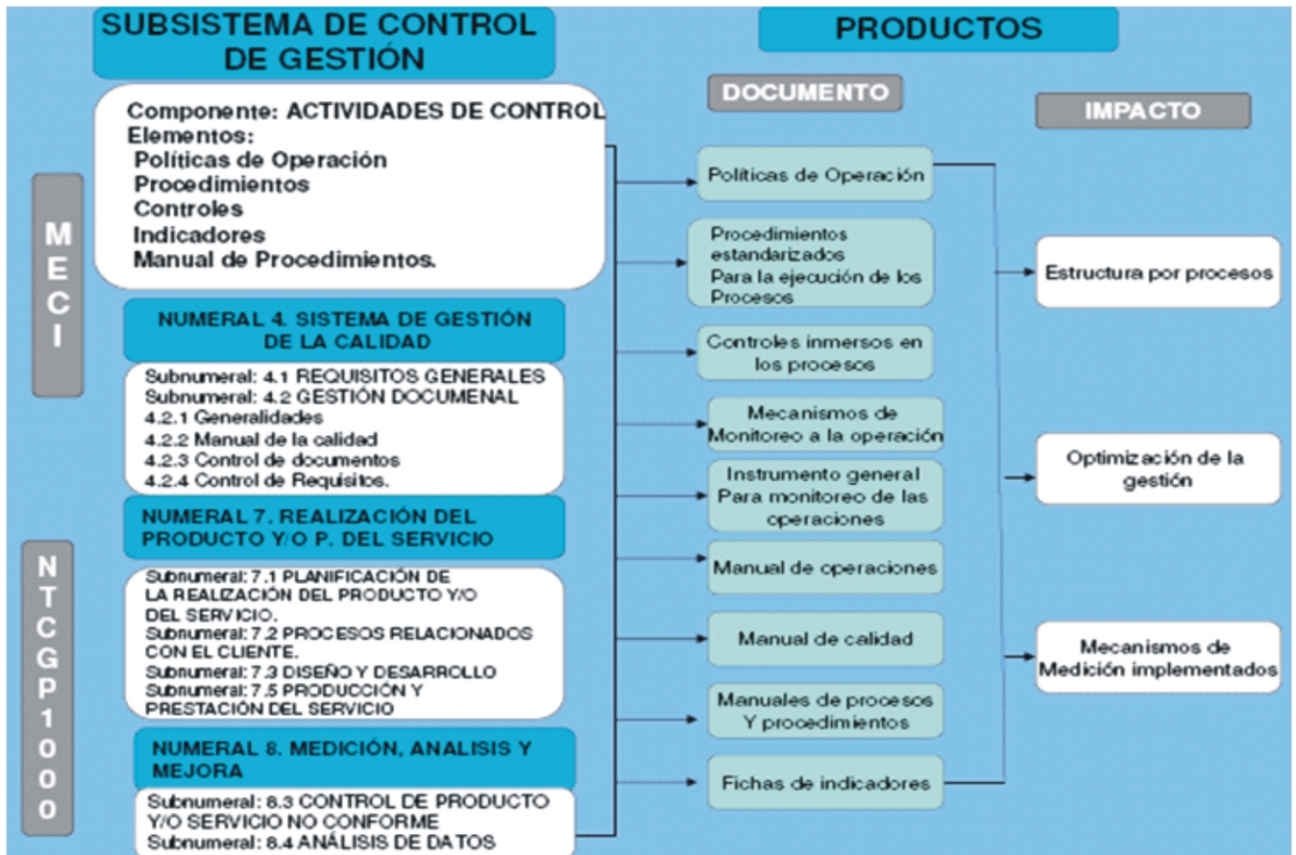 SUBSISTEMA DE CONTROL
DE GESTIÓN
Componente: ACTIVIDADES DE CONTROL
Elementos:
Políticas de Operación
Procedimientos
Controles
Indicadores
Manual de Procedimientos.
MECI
NUMERAL 4. SISTEMA DE GESTIÓN
DE LA CALIDAD
Subnumeral: 4.1 REQUISITOS GENERALES
Subnumeral: 4.2 GESTIÓN DOCUMENAL
4.2.1 Generalidades
4.2.2 Manual de la calidad
4.2.3 Control de documentos
4.2.4 Control de Requisitos.
NUMERAL 7. REALIZACIÓN DEL
PRODUCTO Y/O P. DEL SERVICIO
NTCGP1000
Subnumeral: 7.1 PLANIFICACIÓN DE
LA REALIZACIÓN DEL PRODUCTO Y/O
DEL SERVICIO.
Subnumeral: 7.2 PROCESOS RELACIONADOS
CON EL CLIENTE.
Subnumeral: 7.3 DISEÑO Y DESARROLLO
Subnumeral: 7.5 PRODUCCIÓN Y
PRESTACIÓN DEL SERVICIO
NUMERAL 8. MEDICIÓN, ANALISIS Y
MEJORA
Subnumeral: 8.3 CONTROL DE PRODUCTO
Y/O SERVICIO NO CONFORME
Subnumeral: 8.4 ANÁLISIS DE DATOS
PRODUCTOS
DOCUMENTO
Políticas de Operación
Procedimientos
estandarizados
Para la ejecución de los
Procesos
Controles inmersos en
los procesos
Mecanismos de
Monitoreo a la operación
Instrumento general
Para monitoreo de las
operaciones
Manual de operaciones
Manual de calidad
Manuales de procesos
Y procedimientos
Fichas de indicadores
IMPACTO
Estructura por procesos
Optimización de la
gestión
Mecanismos de
Medición implementados